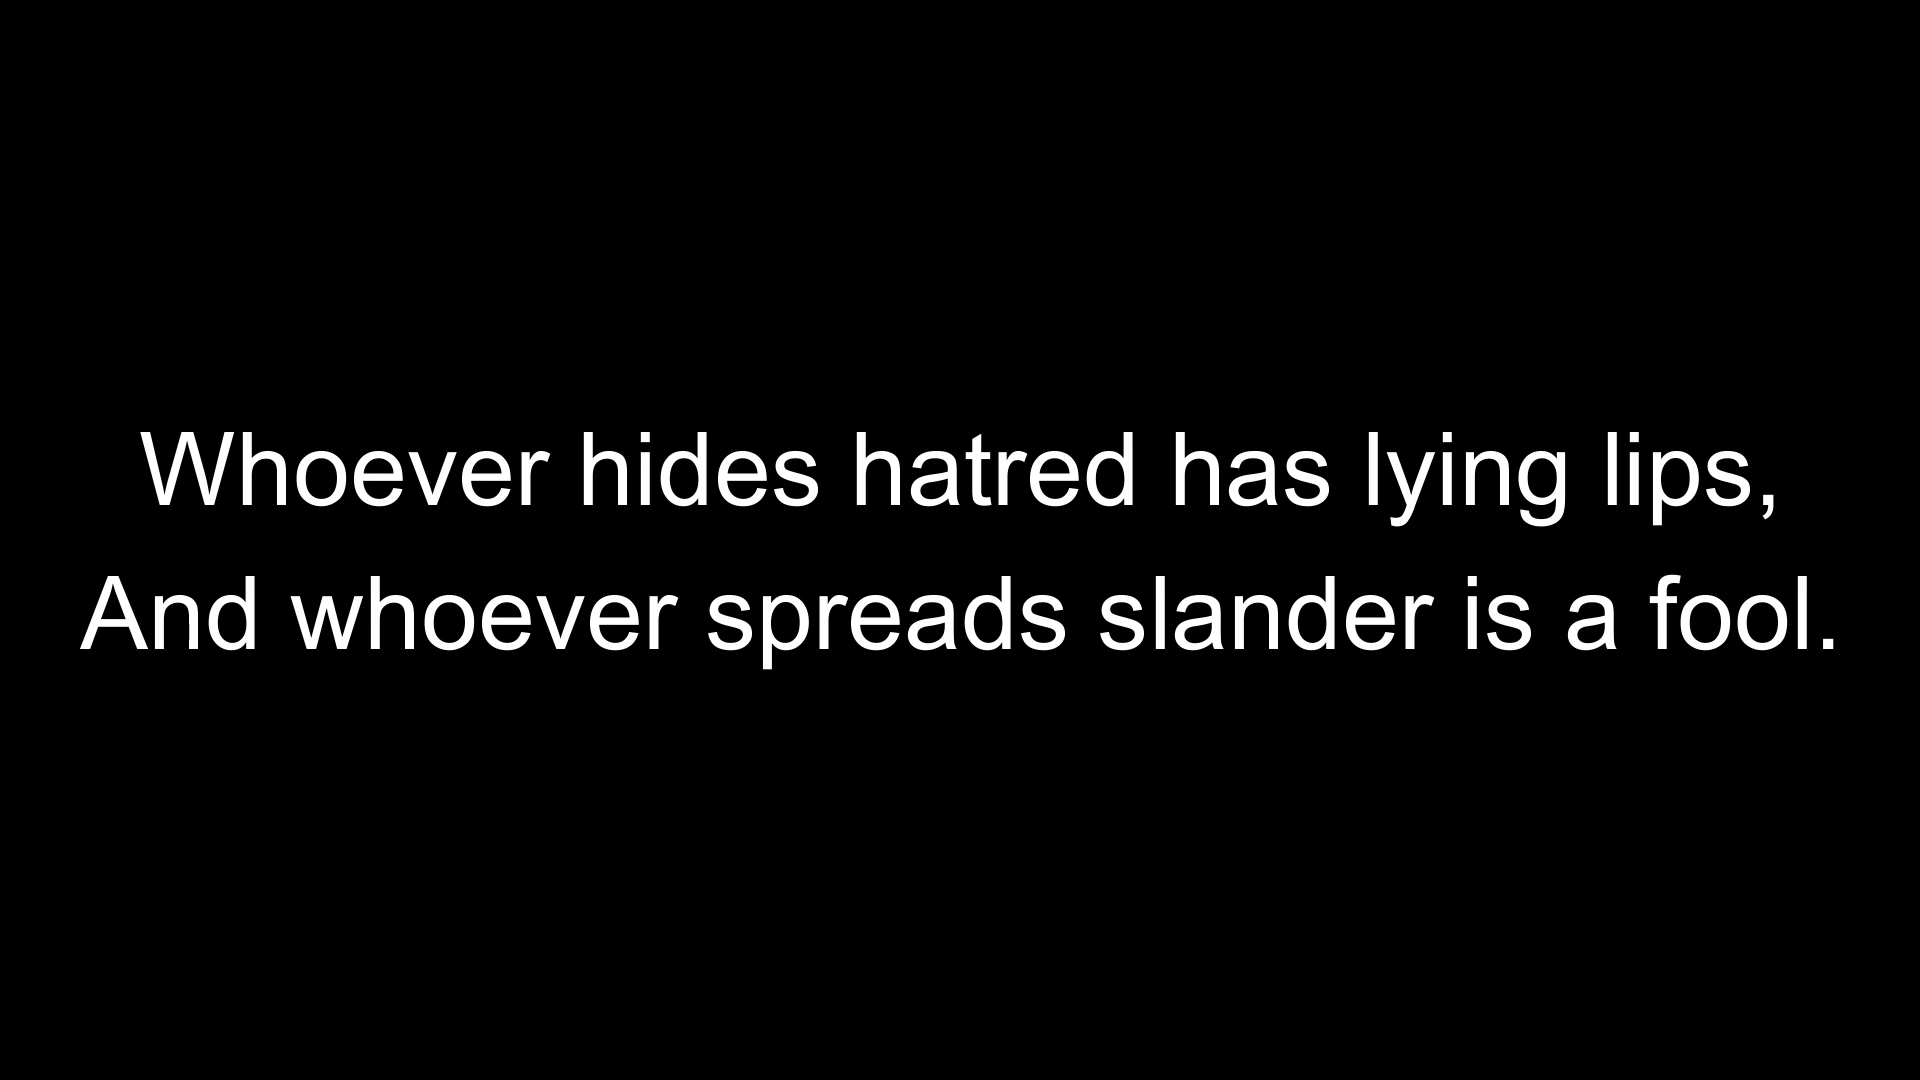 Whoever hides hatred has lying lips,
And whoever spreads slander is a fool.